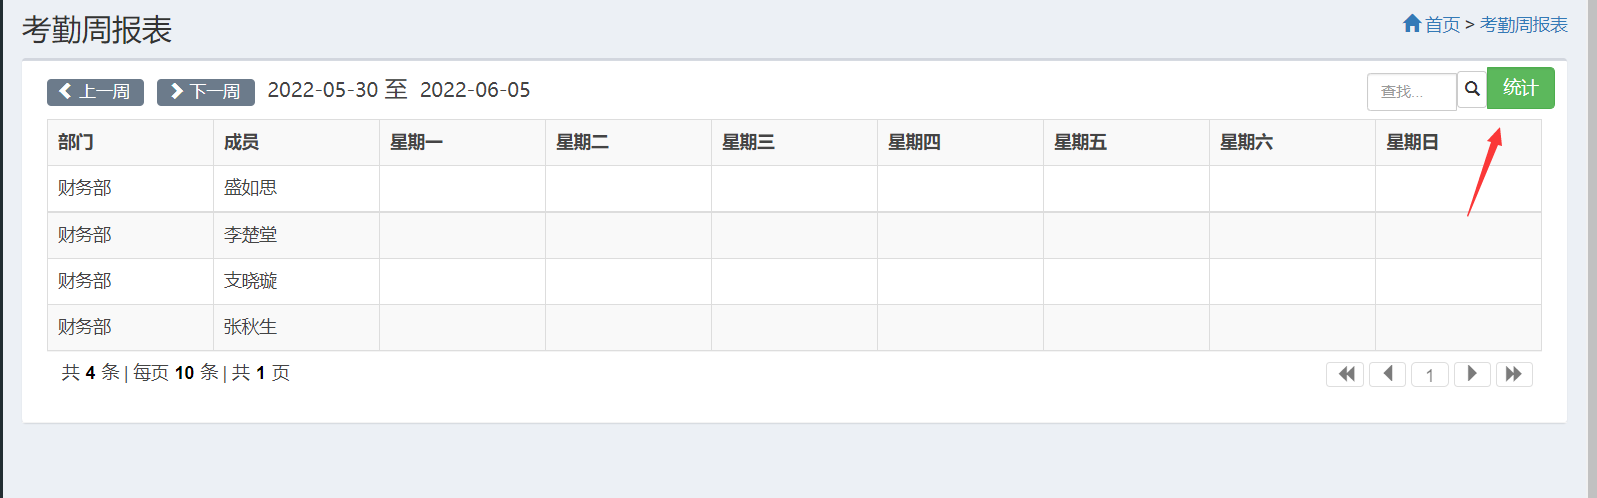 考勤周报表
首页 > 考勤周报表
上一周 下一周 2022-05-30 至 2022-06-05 查找... 统计
部门 成员 星期一 星期二 星期三 星期四 星期五 星期六 星期日
财务部 盛如思
财务部 李楚堂
财务部 支晓璇
财务部 张秋生
共 4 条 | 每页 10 条 | 共 1 页 1